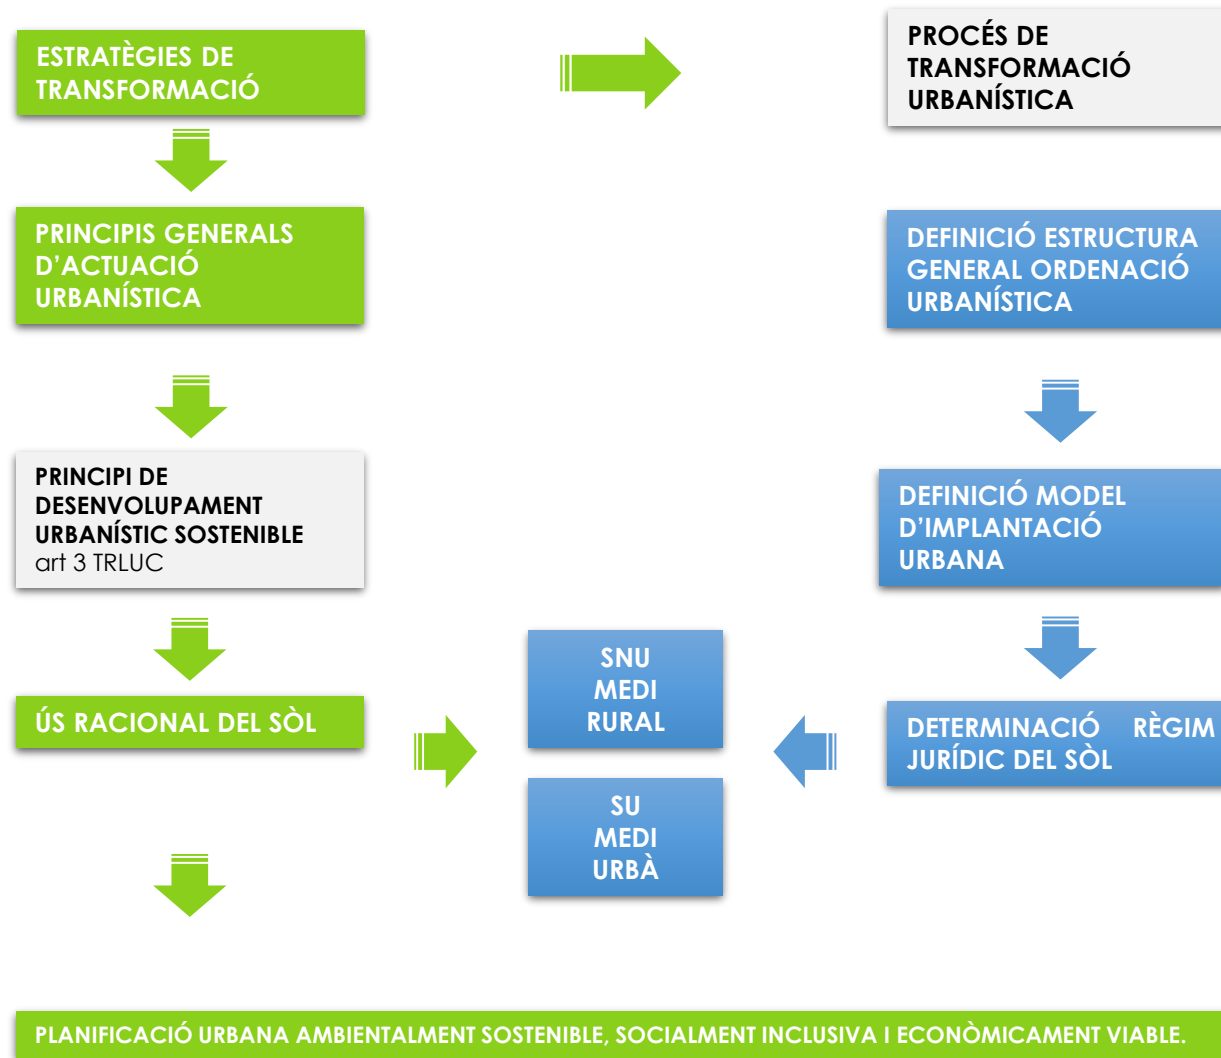 ESTRATÈGIES DE
TRANSFORMACIÓ
PROCÉS DE
TRANSFORMACIÓ
URBANÍSTICA
PRINCIPIS GENERALS
D’ACTUACIÓ
URBANÍSTICA
DEFINICIÓ ESTRUCTURA
GENERAL ORDENACIÓ
URBANÍSTICA
PRINCIPI DE
DESENVOLUPAMENT
URBANÍSTIC SOSTENIBLE
art 3 TRLUC
DEFINICIÓ MODEL
D’IMPLANTACIÓ
URBANA
ÚS RACIONAL DEL SÒL
SNU
MEDI
RURAL
SU
MEDI
URBÀ
DETERMINACIÓ RÈGIM
JURÍDIC DEL SÒL
PLANIFICACIÓ URBANA AMBIENTALMENT SOSTENIBLE, SOCIALMENT INCLUSIVA I ECONÒMICAMENT VIABLE.